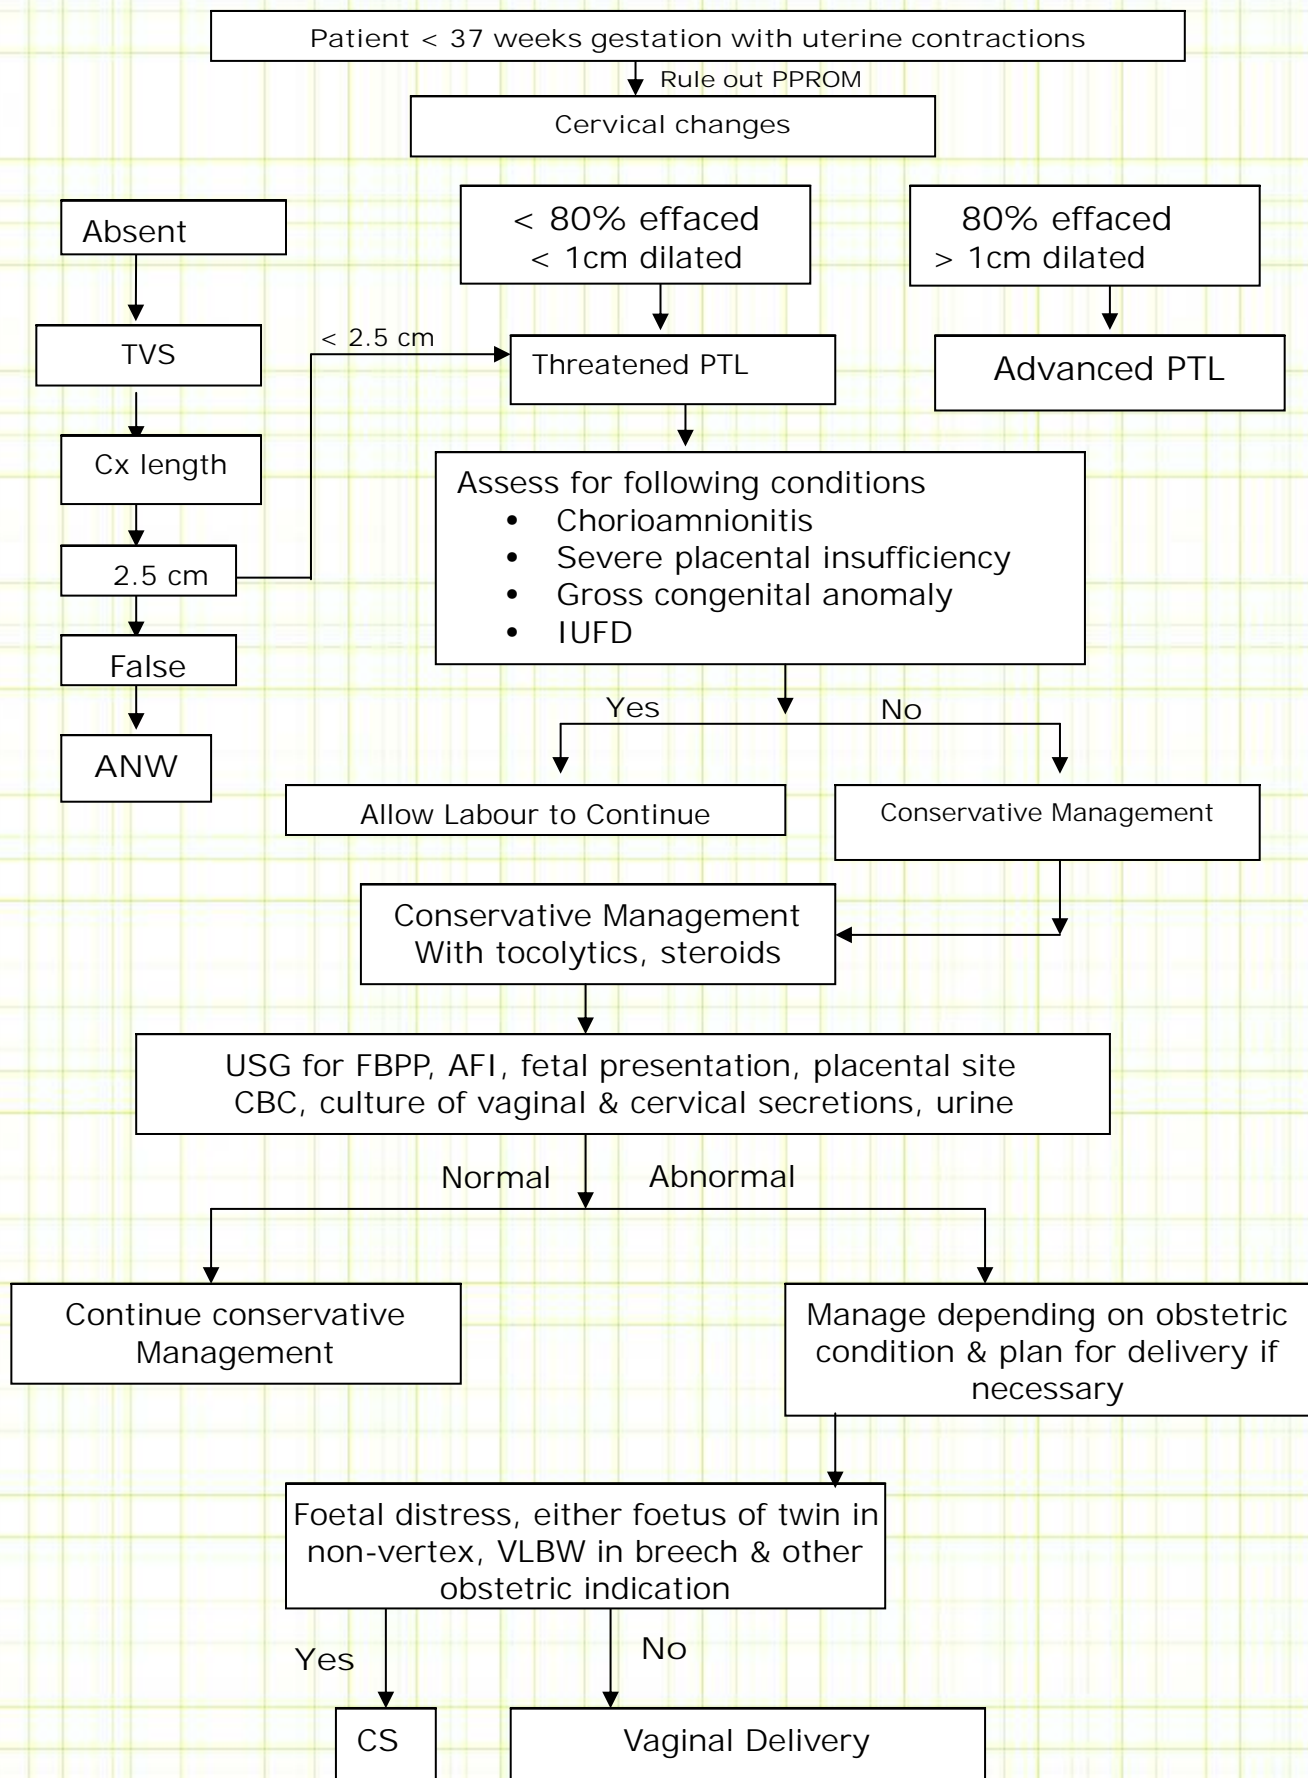 Patient < 37 weeks gestation with uterine contractions
Rule out PPROM
Cervical changes
Absent
< 80% effaced
< 1cm dilated
80% effaced
> 1cm dilated
TVS
< 2.5 cm
Threatened PTL
Advanced PTL
Cx length
2.5 cm
False
ANW
Assess for following conditions
• Chorioamnionitis
• Severe placental insufficiency
• Gross congenital anomaly
• IUFD
Yes
No
Allow Labour to Continue
Conservative Management
Conservative Management
With tocolytics, steroids
USG for FBPP, AFI, fetal presentation, placental site
CBC, culture of vaginal & cervical secretions, urine
Normal
Abnormal
Continue conservative
Management
Manage depending on obstetric
condition & plan for delivery if
necessary
Foetal distress, either foetus of twin in
non-vertex, VLBW in breech & other
obstetric indication
Yes
No
CS
Vaginal Delivery